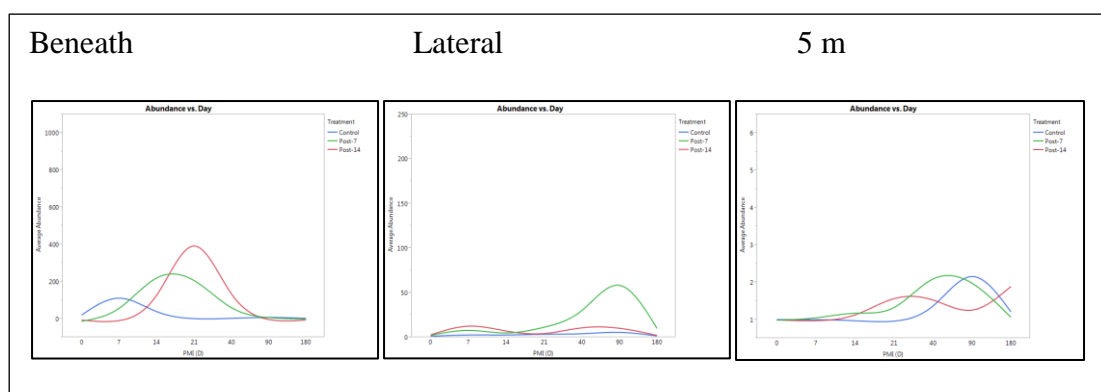 Beneath
Lateral
5 m
Abundance vs. Day
Average Abundance
1000
800
600
400
200
0
0 7 14 21 40 90 180
PMI (D)
Treatment
Control
Post-7
Post-14
Abundance vs. Day
Average Abundance
250
200
150
100
50
0
0 7 14 21 40 90 180
PMI (D)
Treatment
Control
Post-7
Post-14
Abundance vs. Day
Average Abundance
6
5
4
3
2
1
0 7 14 21 40 90 180
PMI (D)
Treatment
Control
Post-7
Post-14